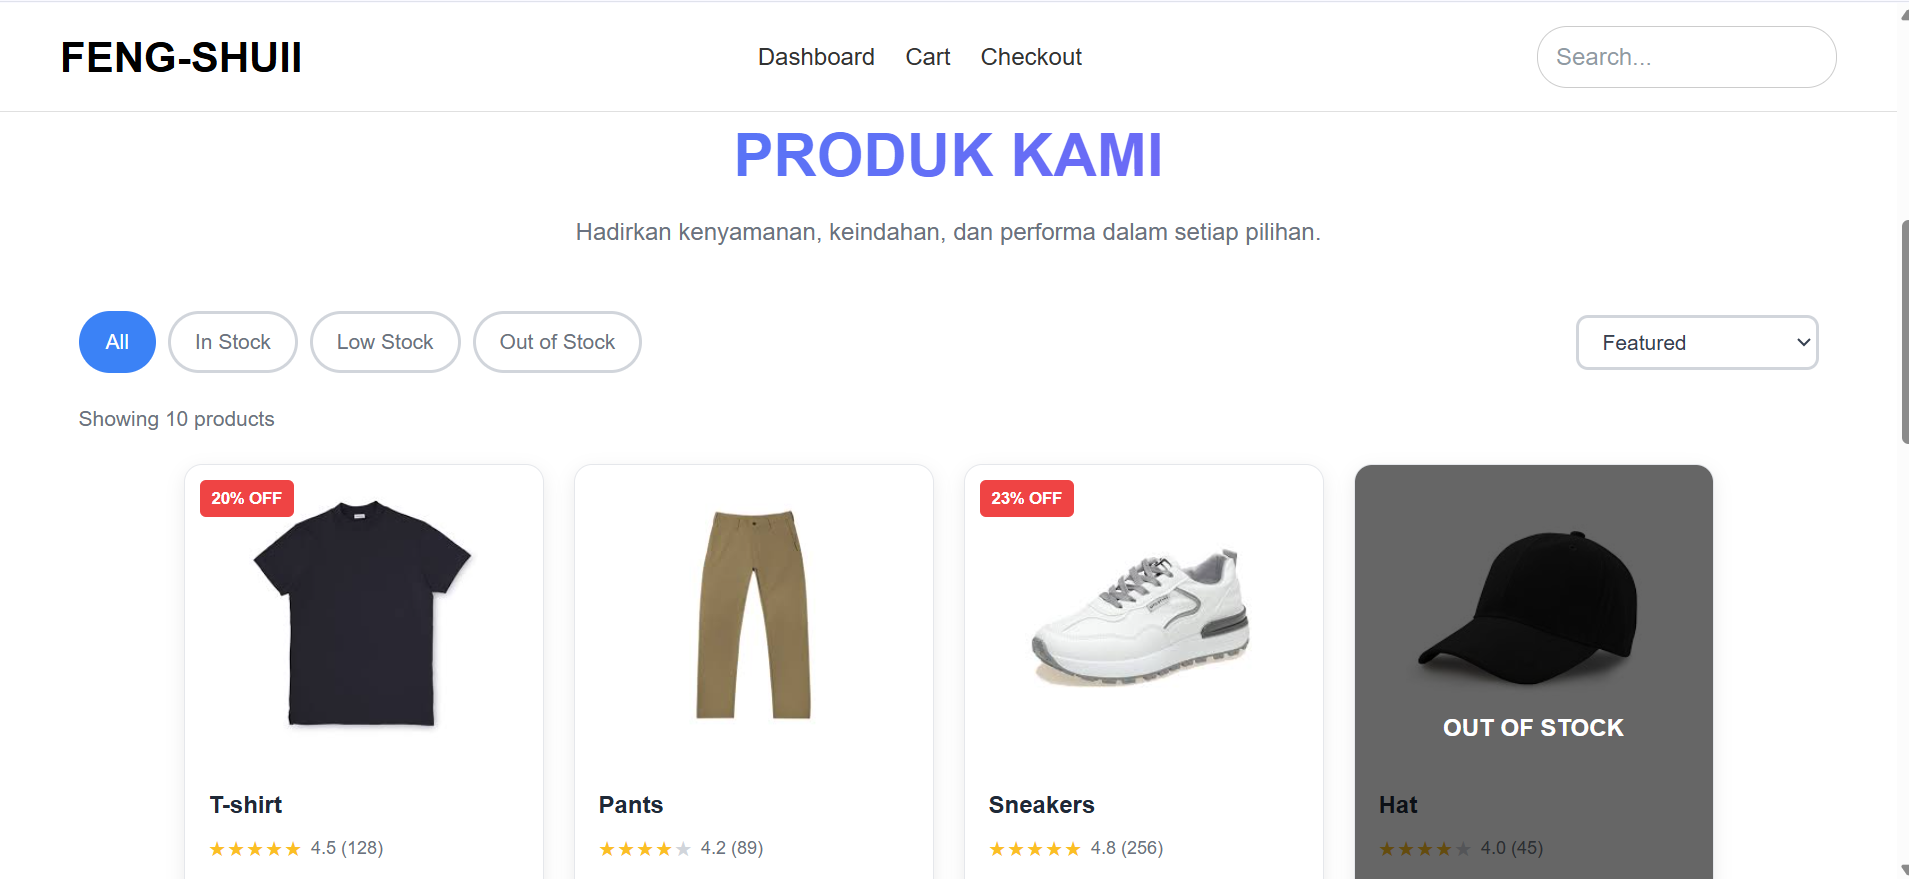 FENG-SHUII
Dashboard Cart Checkout
Search...
PRODUK KAMI
Hadirkan kenyamanan, keindahan, dan performa dalam setiap pilihan.
All In Stock Low Stock Out of Stock
Featured
Showing 10 products
20% OFF
23% OFF
OUT OF STOCK
T-shirt
4.5 (128)
Pants
4.2 (89)
Sneakers
4.8 (256)
Hat
4.0 (45)